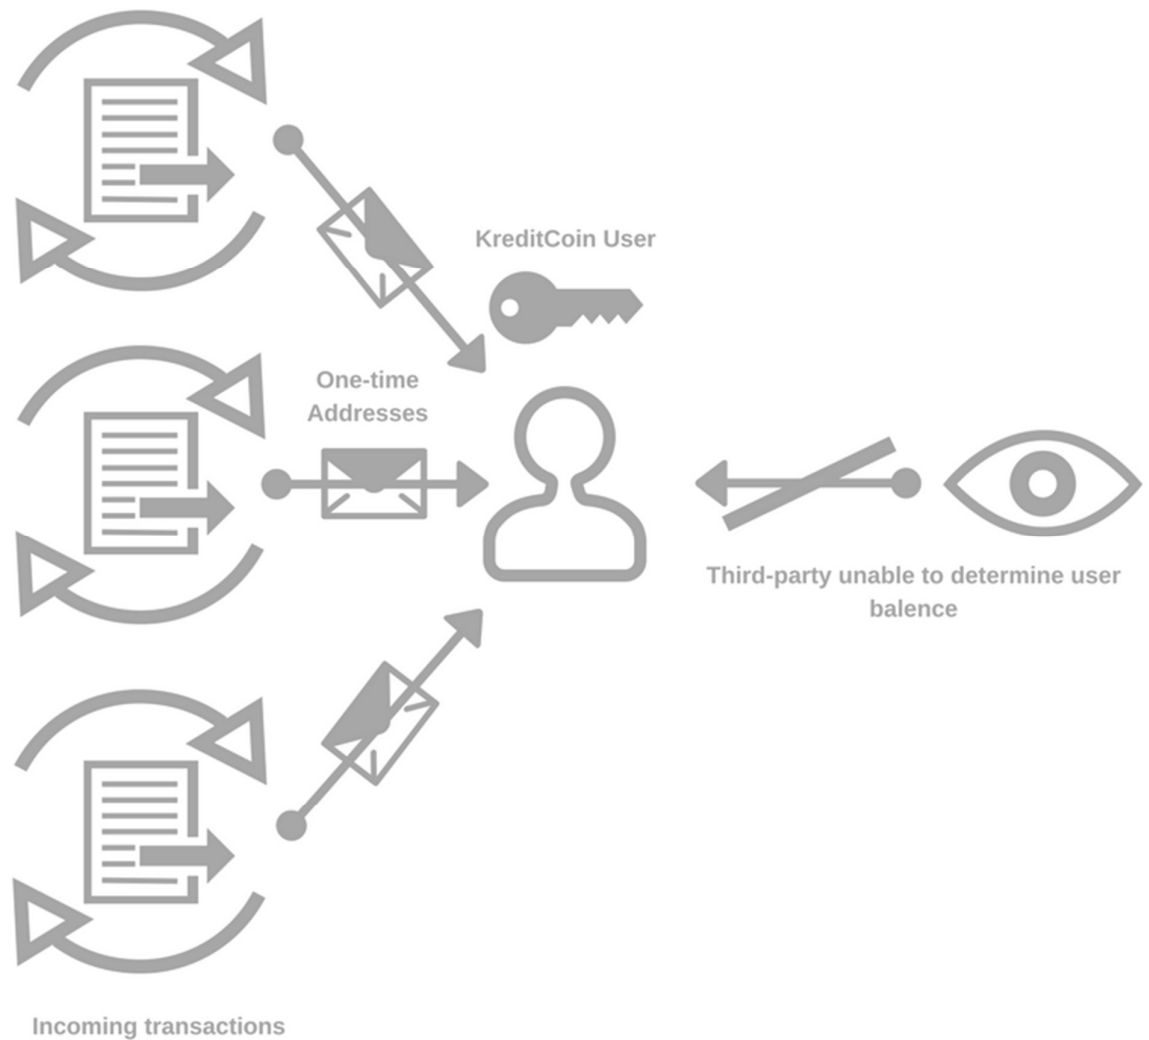 KreditCoin User
One-time
Addresses
Third-party unable to determine user
balence
Incoming transactions